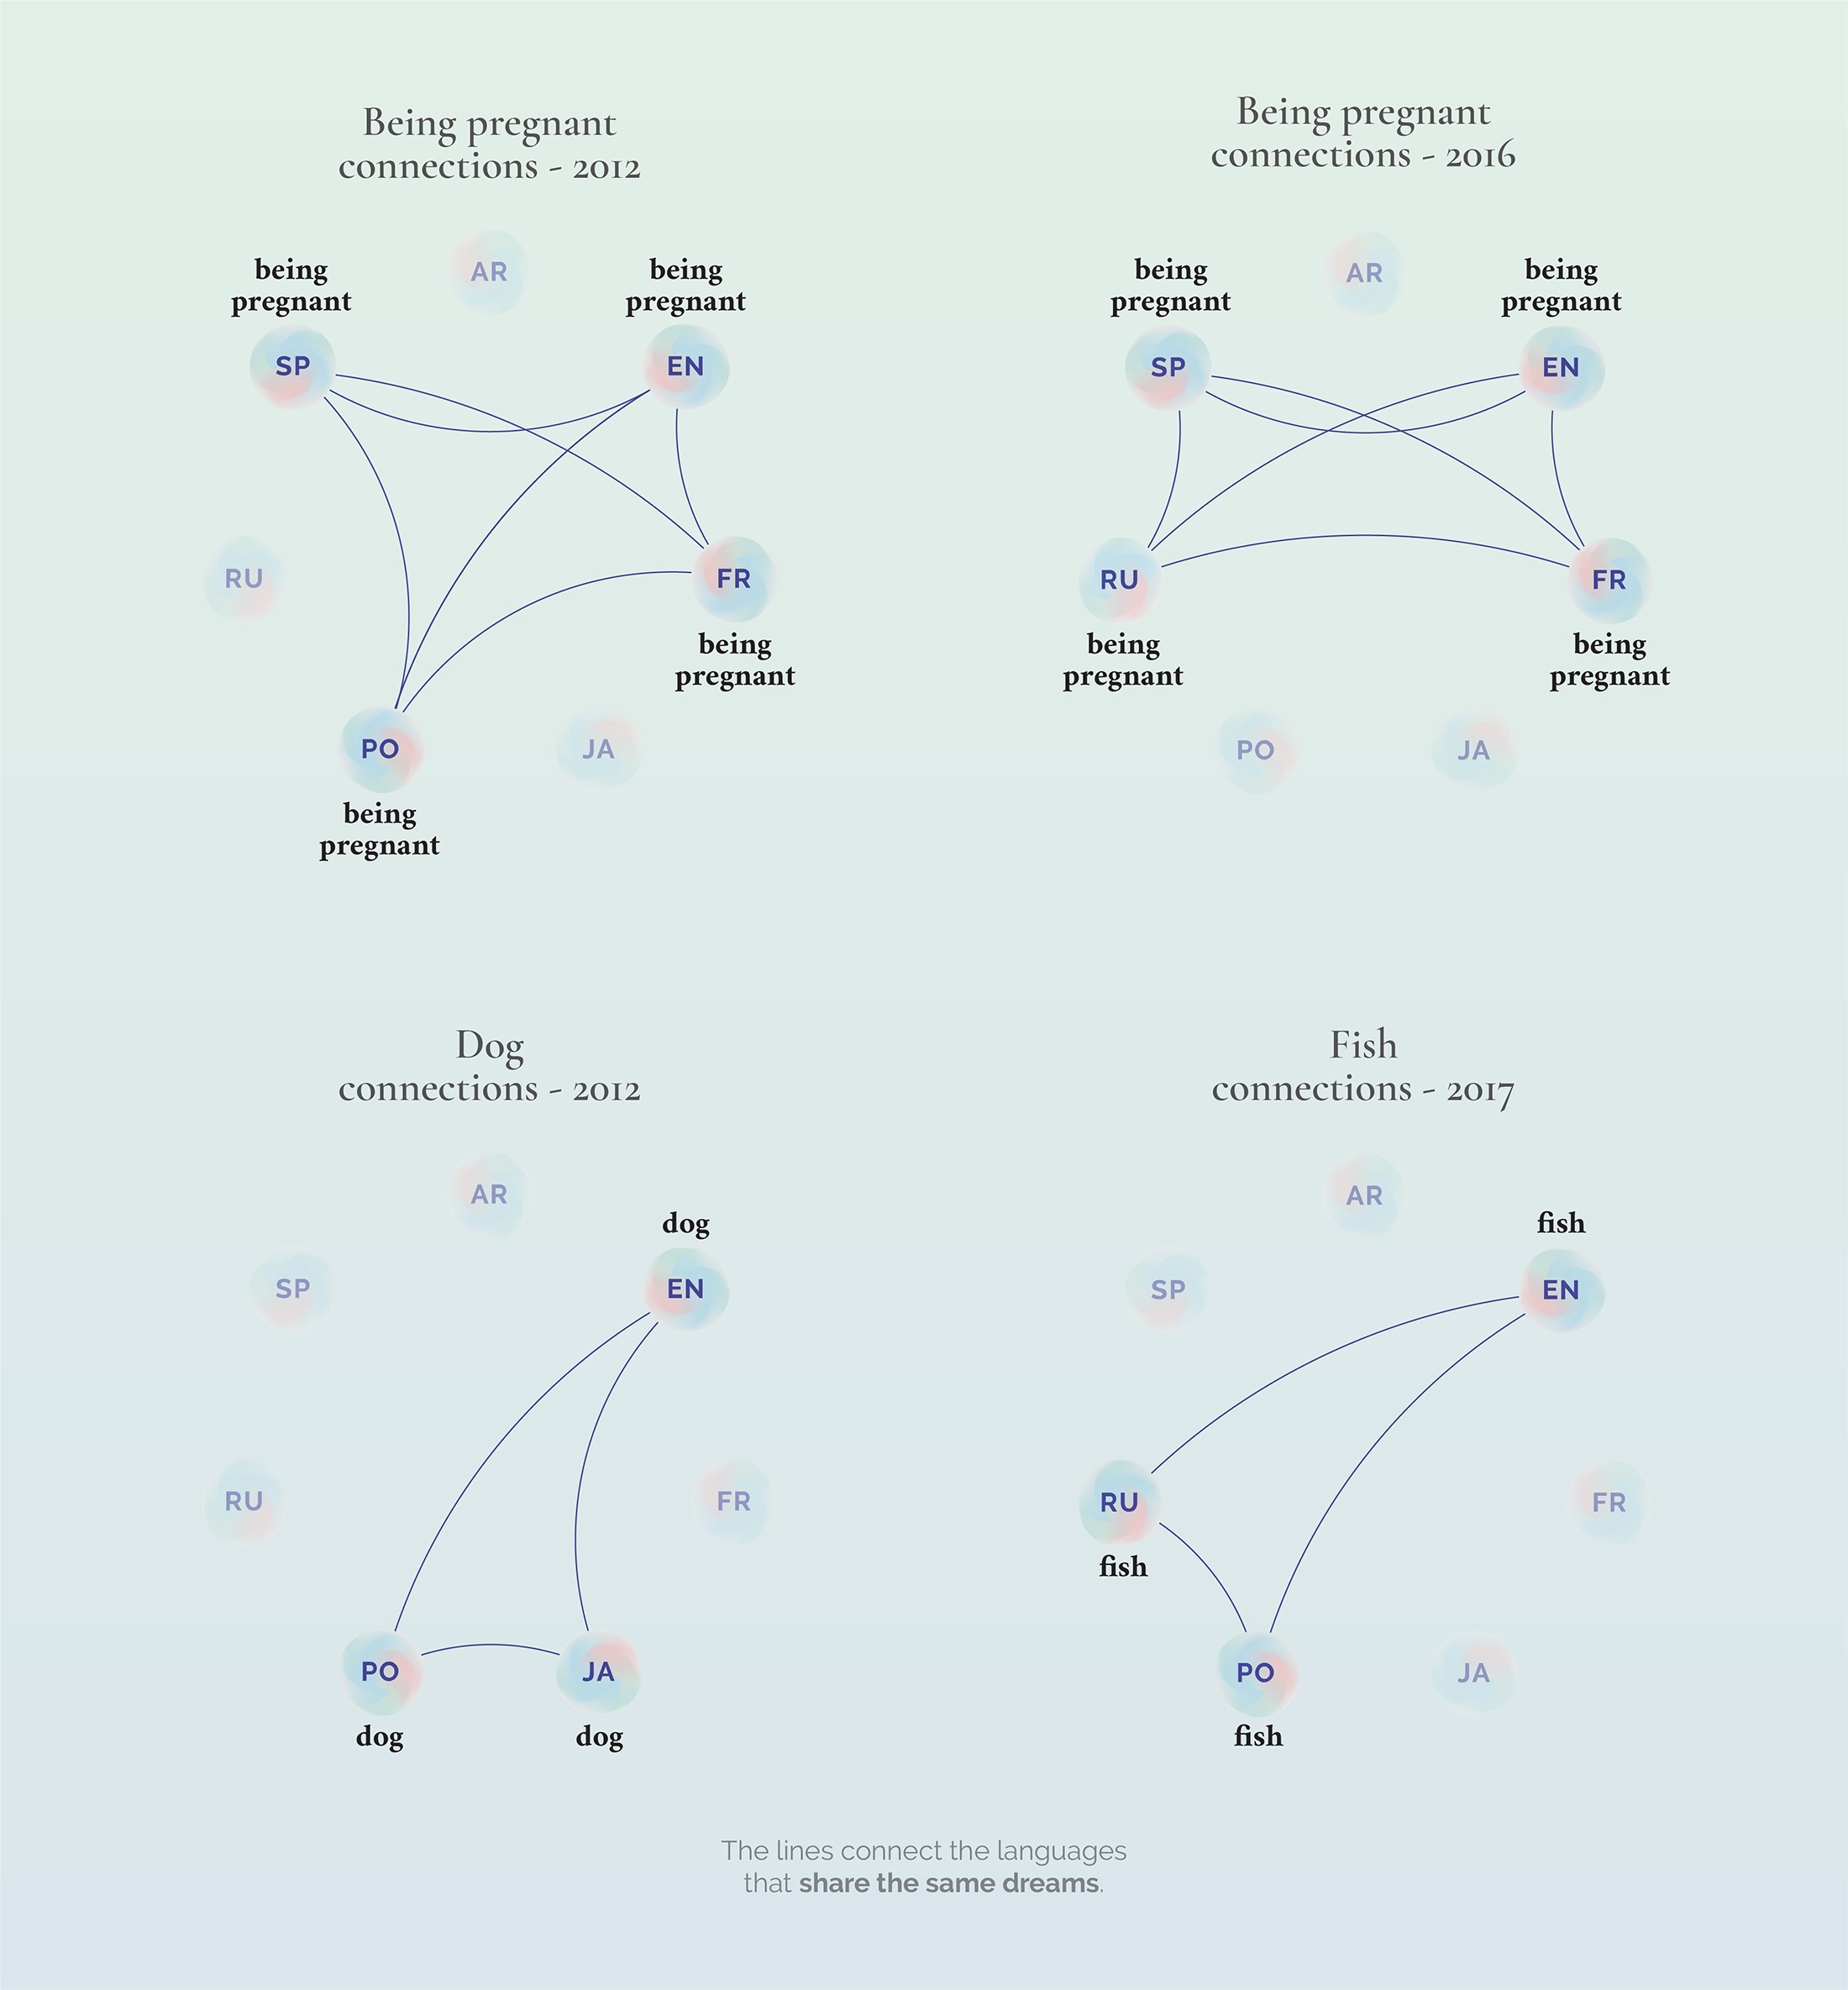 Being pregnant
connections - 2012
AR
being
pregnant
being
pregnant
SP
EN
RU
FR
being
pregnant
PO
JA
being
pregnant
Being pregnant
connections - 2016
AR
being
pregnant
being
pregnant
SP
EN
RU
FR
being
pregnant
being
pregnant
PO
JA
Dog
connections - 2012
AR
dog
SP
EN
RU
FR
PO
JA
dog
dog
Fish
connections - 2017
AR
fish
SP
EN
RU
FR
fish
PO
JA
fish
The lines connect the languages
that share the same dreams.